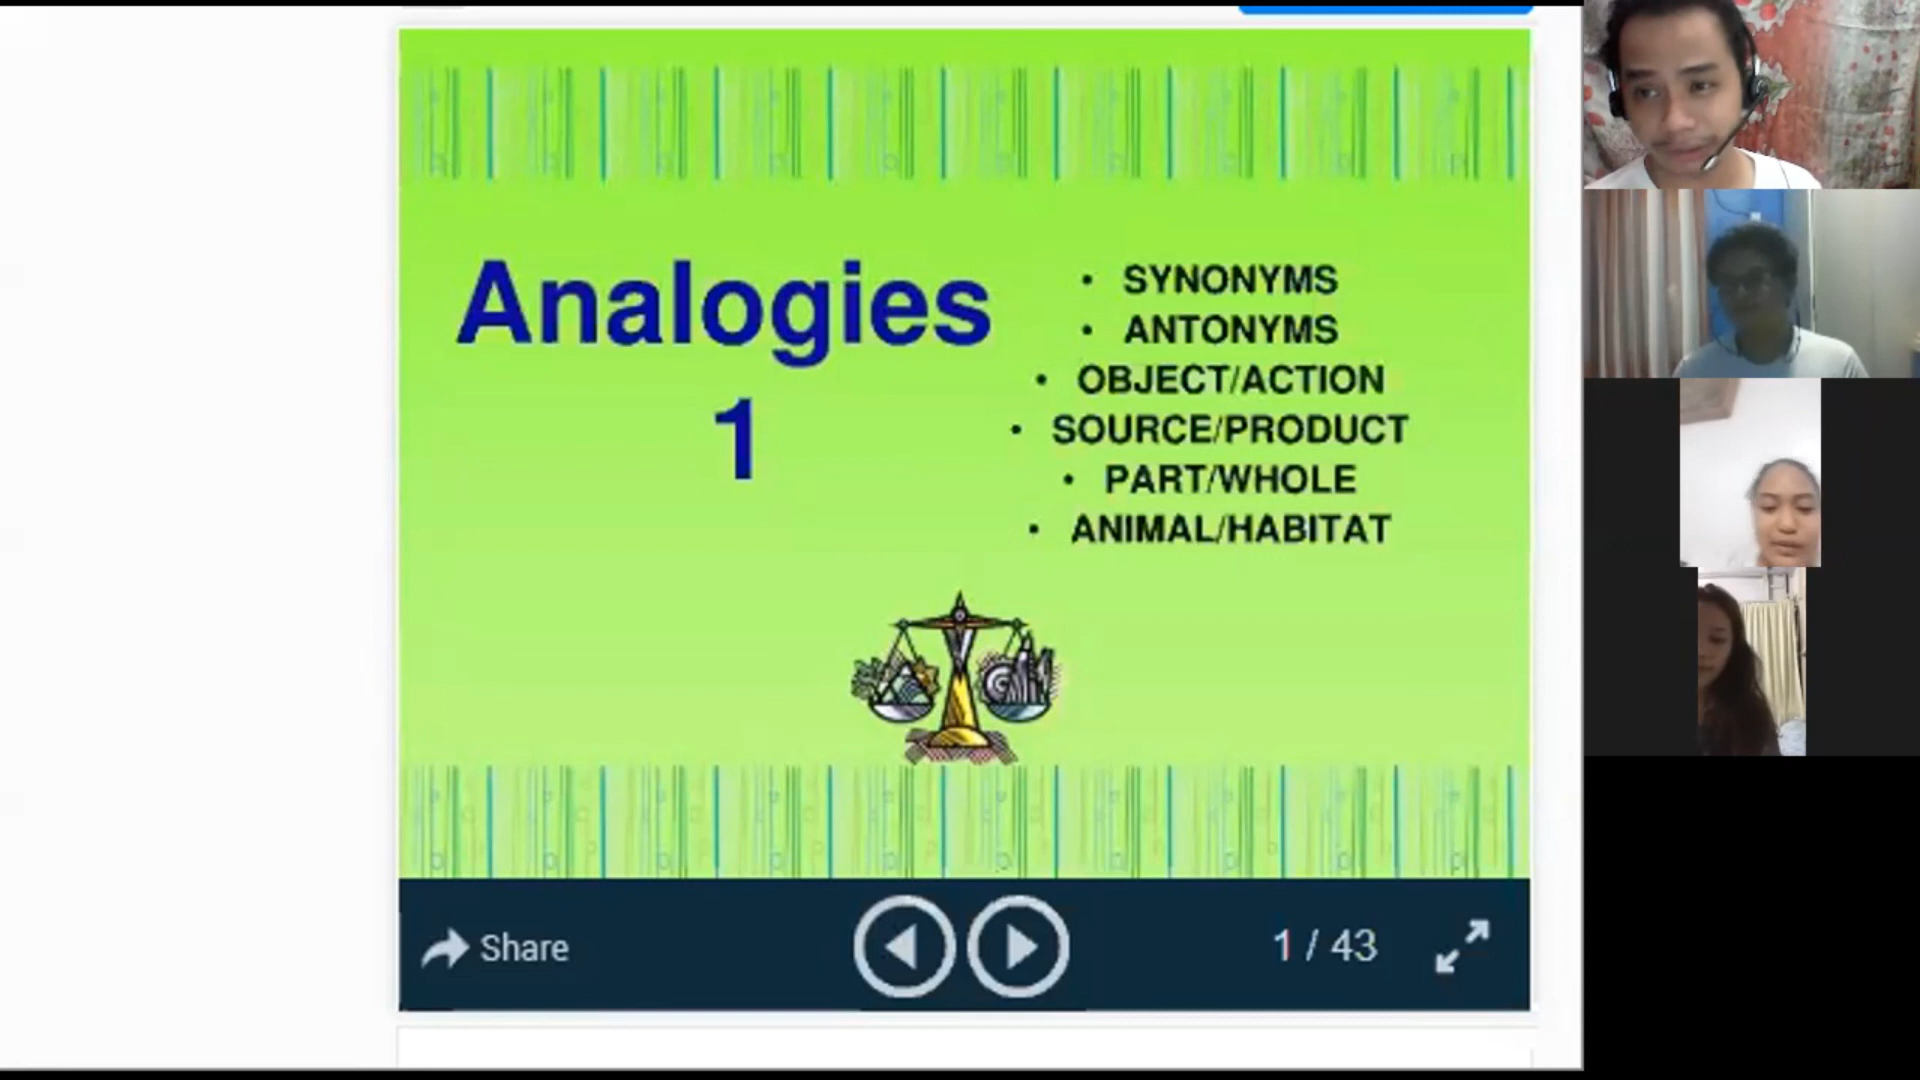 Analogies
1
• SYNONYMS
• ANTONYMS
• OBJECT/ACTION
• SOURCE/PRODUCT
• PART/WHOLE
• ANIMAL/HABITAT
Share
1 / 43